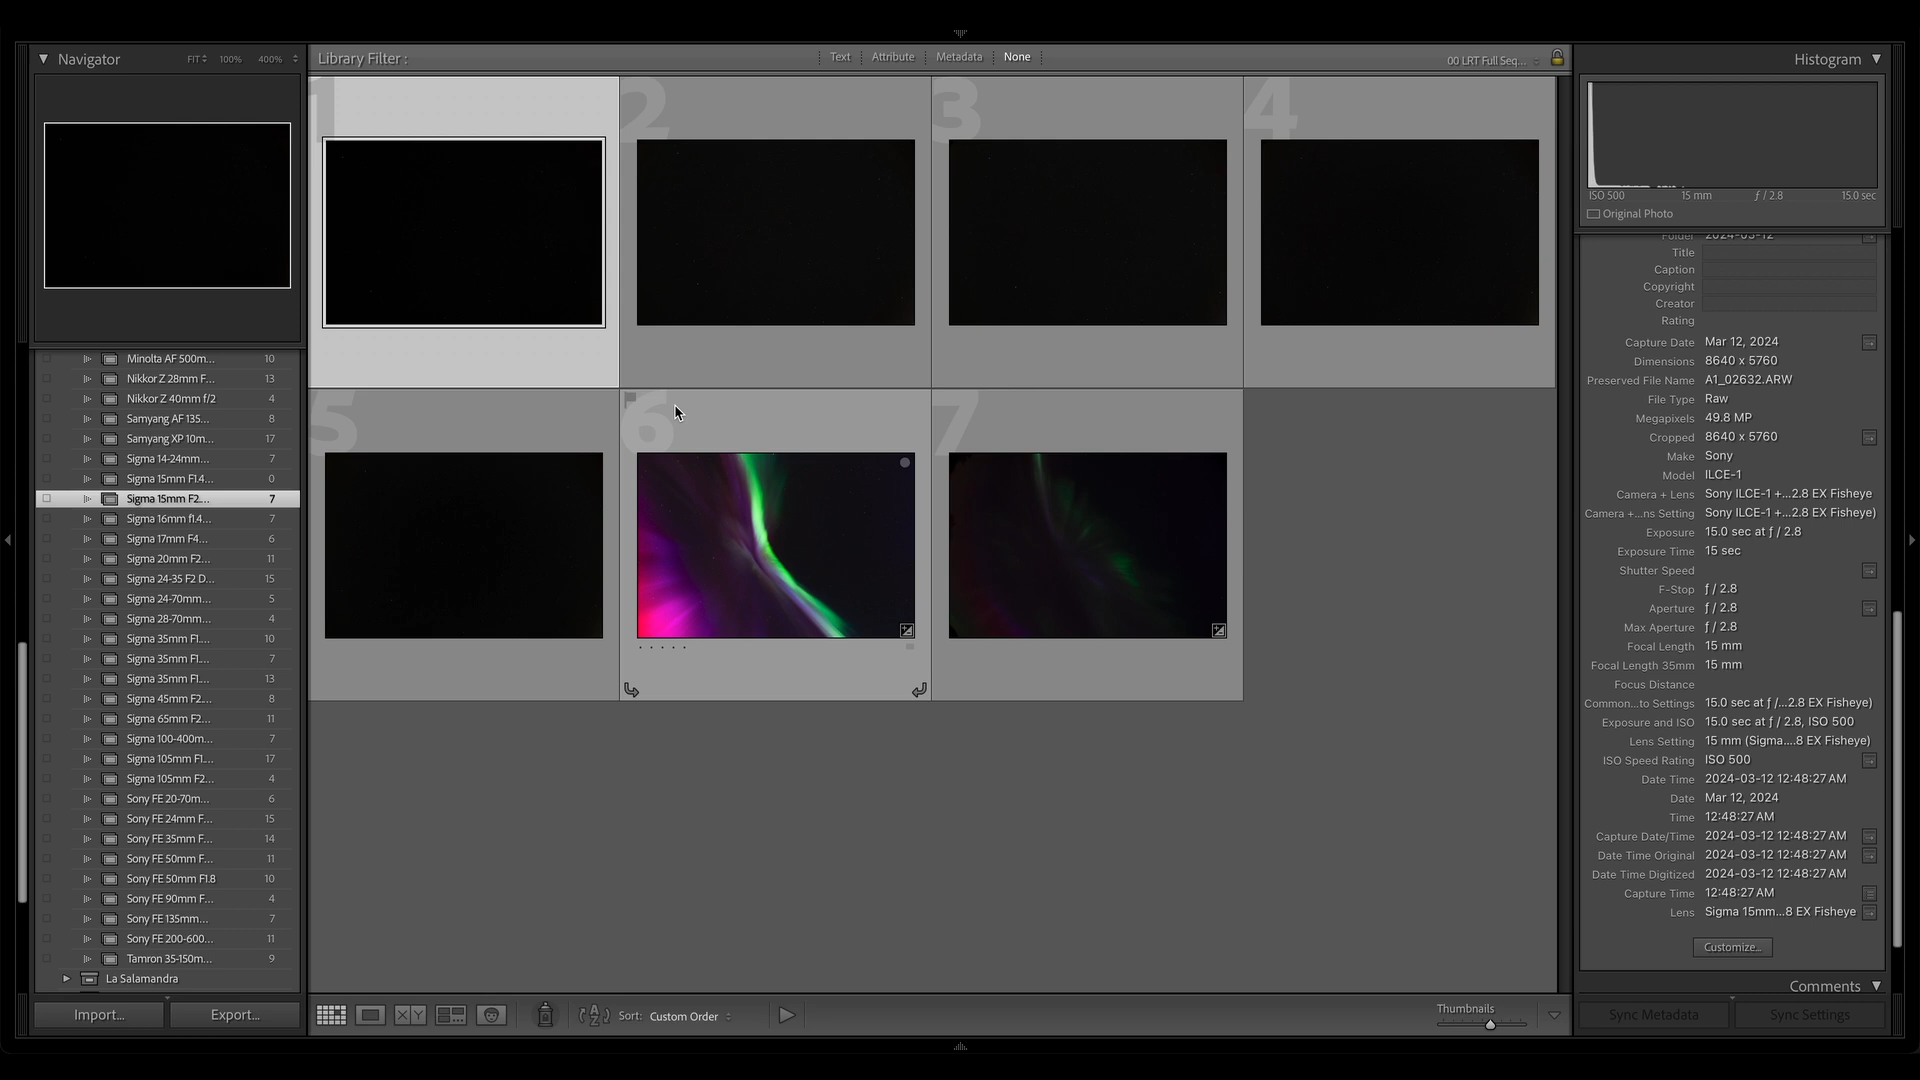 Navigator
FIT 100% 400%
Library Filter :
Text
Attribute
Metadata
None
00 LRT Full Seq...
Histogram
1
2
3
4
5
6
7
Minolta AF 500m... 10
Nikkor Z 28mm F... 13
Nikkor Z 40mm f/2 4
Samyang AF 135... 8
Samyang XP 10m... 17
Sigma 14-24mm... 7
Sigma 15mm F1.4... 0
Sigma 15mm F2.... 7
Sigma 16mm f1.4... 7
Sigma 17mm F4... 6
Sigma 20mm F2... 11
Sigma 24-35 F2 D... 15
Sigma 24-70mm... 5
Sigma 28-70mm... 4
Sigma 35mm F1.... 10
Sigma 35mm F1.... 7
Sigma 35mm F1.... 13
Sigma 45mm F2.... 8
Sigma 65mm F2... 11
Sigma 100-400m... 7
Sigma 105mm F1... 17
Sigma 105mm F2... 4
Sony FE 20-70m... 6
Sony FE 24mm F... 15
Sony FE 35mm F... 14
Sony FE 50mm F... 11
Sony FE 50mm F1.8 10
Sony FE 90mm F... 4
Sony FE 135mm... 7
Sony FE 200-600... 11
Tamron 35-150m... 9
La Salamandra
Import...
Export...
Sort: Custom Order
Thumbnails
ISO 500 15 mm ƒ / 2.8 15.0 sec
Original Photo
Folder 2024-03-12
Title
Caption
Copyright
Creator
Rating
Capture Date Mar 12, 2024
Dimensions 8640 x 5760
Preserved File Name A1_02632.ARW
File Type Raw
Megapixels 49.8 MP
Cropped 8640 x 5760
Make Sony
Model ILCE-1
Camera + Lens Sony ILCE-1 +...2.8 EX Fisheye
Camera +...ns Setting Sony ILCE-1 +...2.8 EX Fisheye)
Exposure 15.0 sec at ƒ / 2.8
Exposure Time 15 sec
Shutter Speed
F-Stop ƒ / 2.8
Aperture ƒ / 2.8
Max Aperture ƒ / 2.8
Focal Length 15 mm
Focal Length 35mm 15 mm
Focus Distance
Common...to Settings 15.0 sec at ƒ /...2.8 EX Fisheye)
Exposure and ISO 15.0 sec at ƒ / 2.8, ISO 500
Lens Setting 15 mm (Sigma....8 EX Fisheye)
ISO Speed Rating ISO 500
Date Time 2024-03-12 12:48:27 AM
Date Mar 12, 2024
Time 12:48:27 AM
Capture Date/Time 2024-03-12 12:48:27 AM
Date Time Original 2024-03-12 12:48:27 AM
Date Time Digitized 2024-03-12 12:48:27 AM
Capture Time 12:48:27 AM
Lens Sigma 15mm...8 EX Fisheye
Customize...
Comments
Sync Metadata
Sync Settings